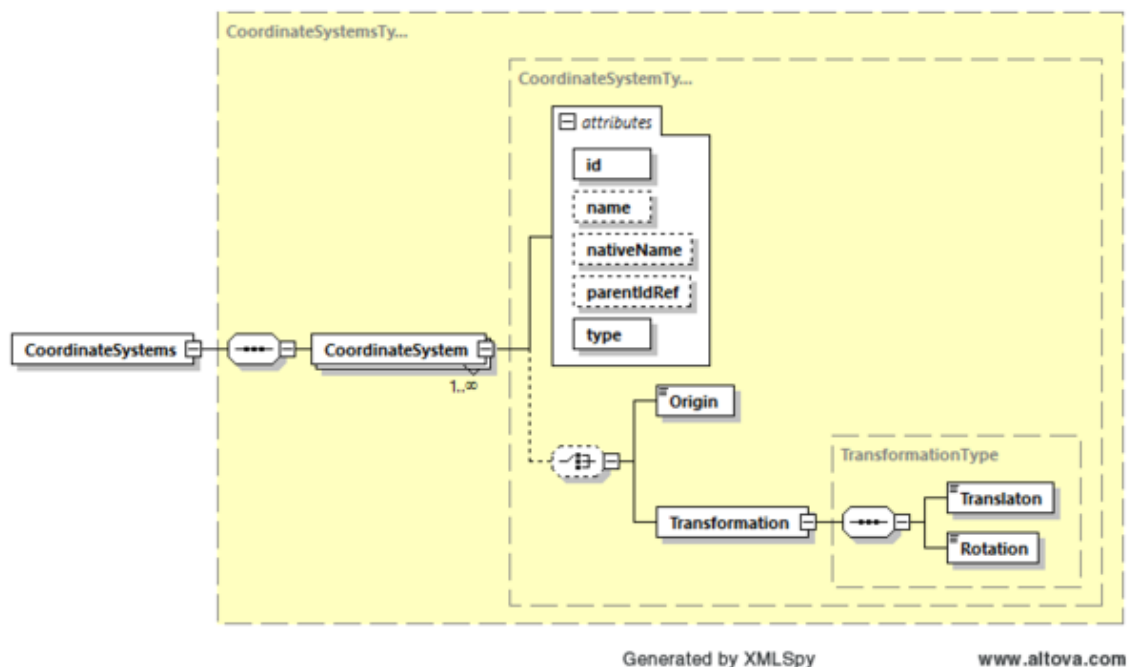 CoordinateSystemsTy...
CoordinateSystemTy...
attributes
id
name
nativeName
parentIdRef
type
CoordinateSystems
CoordinateSystem
1..∞
Origin
TransformationType
Transformation
Translaton
Rotation
Generated by XMLSpy www.altova.com